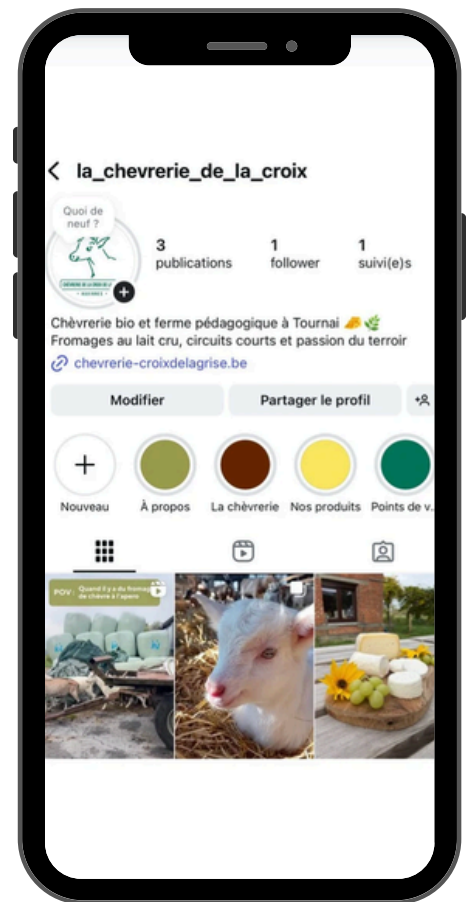 la_chevrerie_de_la_croix
Quoi de
neuf ?
3
publications
1
follower
1
suivi(e)s
Chèvrerie bio et ferme pédagogique à Tournai
Fromages au lait cru, circuits courts et passion du terroir
chevrerie-croixdelagrise.be
Modifier
Partager le profil
Nouveau
À propos
La chèvrerie
Nos produits
Points de v...
POV :
Quand il y a du fromag
de chèvre à l'apéro